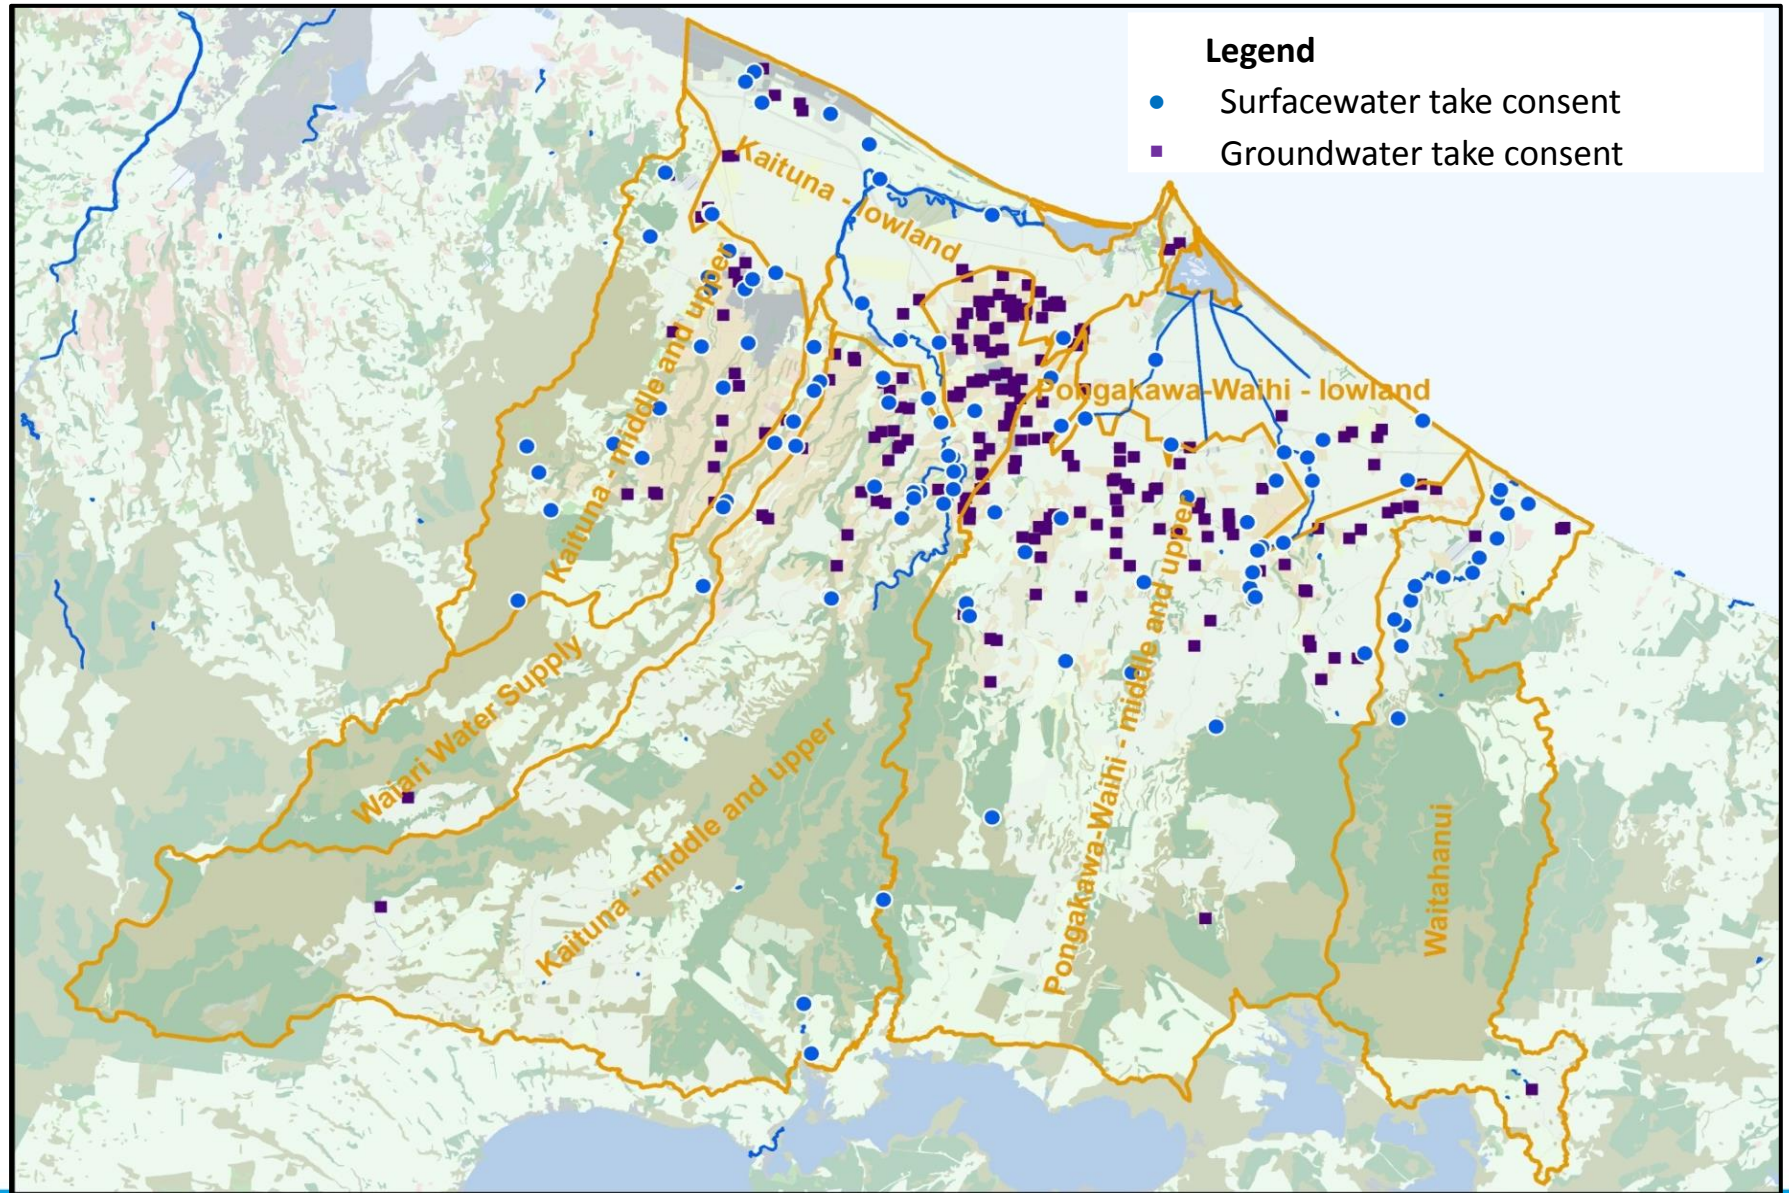 Legend
Surfacewater take consent
Groundwater take consent
Kaituna - lowland
Kaituna - middle and upper
Pongakawa-Waihi - lowland
Waiari Water Supply
Kaituna - middle and upper
Pongakawa-Waihi - middle and upper
Waitahanui